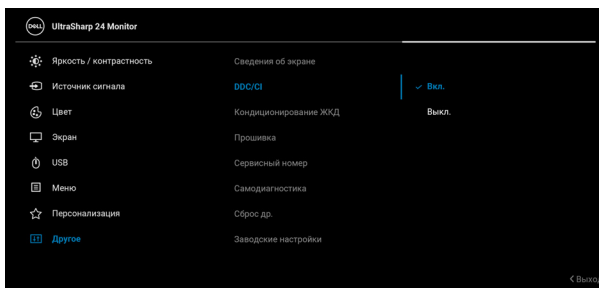 DELL UltraSharp 24 Monitor
Яркость / контрастность Сведения об экране
Источник сигнала DDC/CI Вкл.
Цвет Кондиционирование ЖКД Выкл.
Экран Прошивка
USB Сервисный номер
Меню Самодиагностика
Персонализация Сброс др.
Другое Заводские настройки
Выход